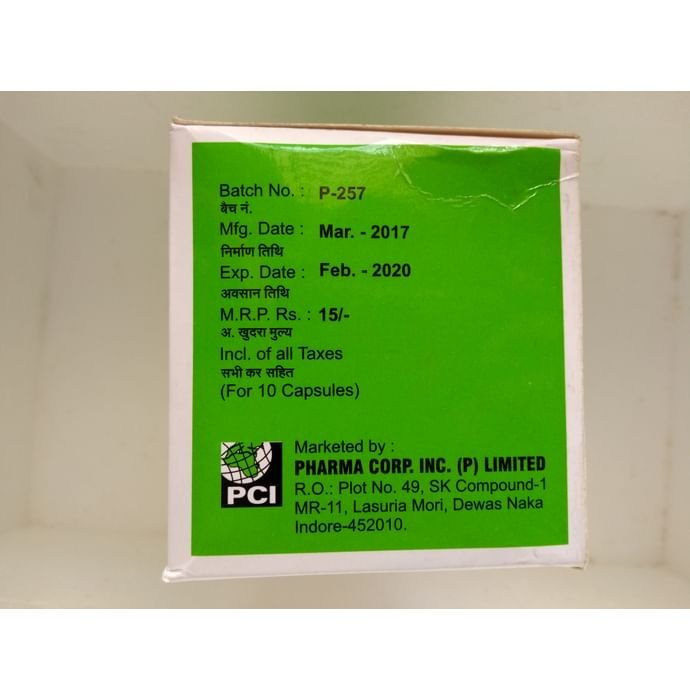 Batch No. : P-257
बैच नं.
Mfg. Date : Mar. - 2017
निर्माण तिथि
Exp. Date : Feb. - 2020
अवसान तिथि
M.R.P. Rs. : 15/-
अ. खुदरा मुल्य
Incl. of all Taxes
सभी कर सहित
(For 10 Capsules)
PCI
Marketed by :
PHARMA CORP. INC. (P) LIMITED
R.O.: Plot No. 49, SK Compound-1
MR-11, Lasuria Mori, Dewas Naka
Indore-452010.